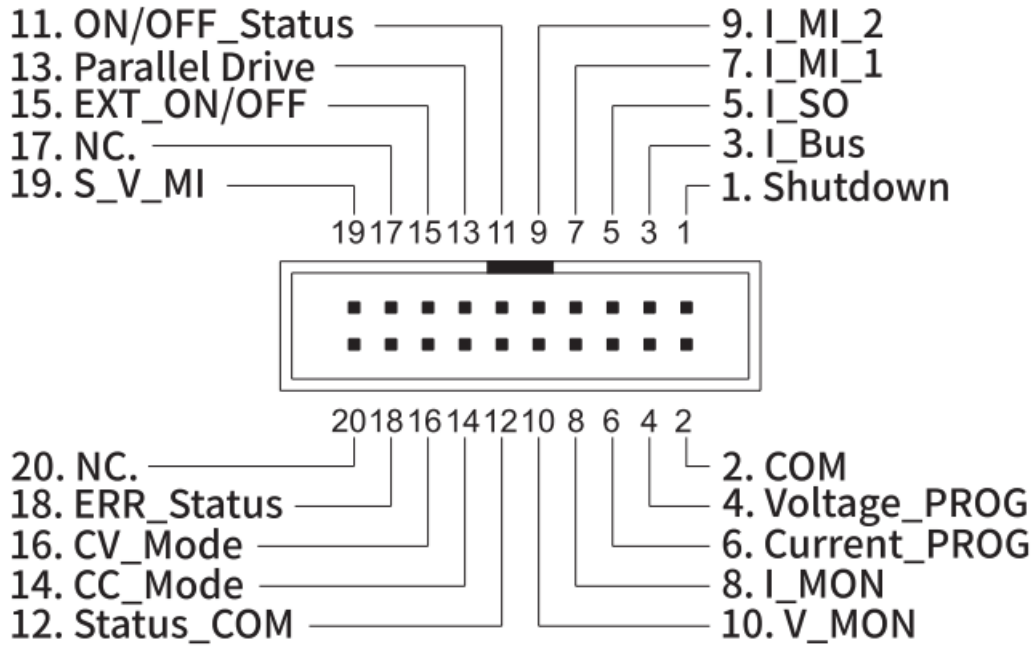 11. ON/OFF_Status
13. Parallel Drive
15. EXT_ON/OFF
17. NC.
19. S_V_MI
9. I_MI_2
7. I_MI_1
5. I_SO
3. I_Bus
1. Shutdown
19 17 15 13 11 9 7 5 3 1
20 18 16 14 12 10 8 6 4 2
20. NC.
18. ERR_Status
16. CV_Mode
14. CC_Mode
12. Status_COM
2. COM
4. Voltage_PROG
6. Current_PROG
8. I_MON
10. V_MON